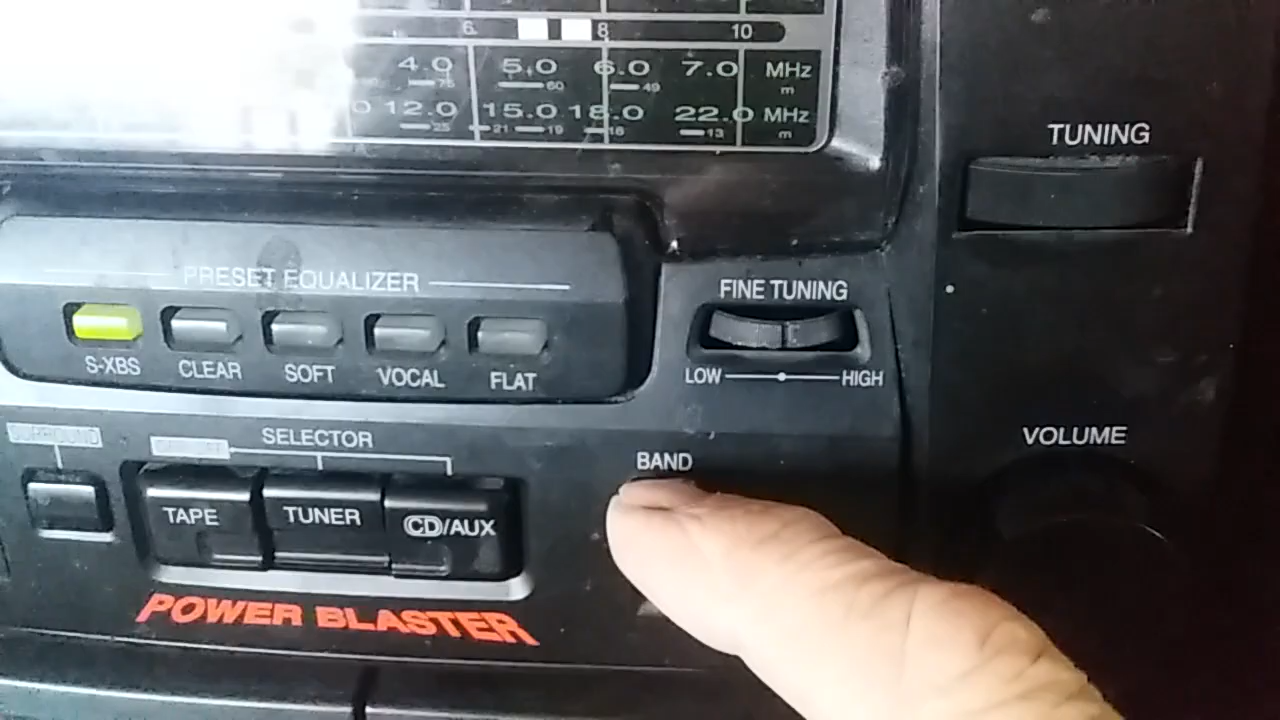 6 8 10
4.0 5.0 6.0 7.0 MHz
75 60 49 m
12.0 15.0 18.0 22.0 MHz
25 21 19 16 13 m
TUNING
PRESET EQUALIZER
FINE TUNING
S-XBS CLEAR SOFT VOCAL FLAT
LOW HIGH
SURROUND
SELECTOR
VOLUME
BAND
TAPE TUNER CD/AUX
POWER BLASTER